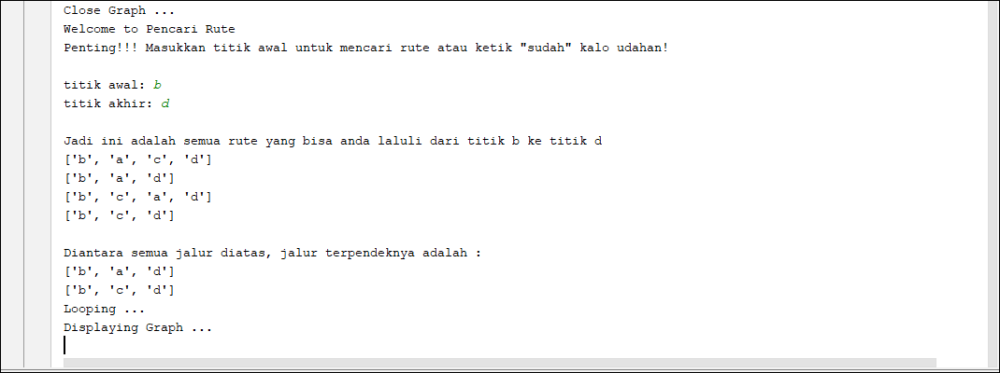 Close Graph ...
Welcome to Pencari Rute
Penting!!! Masukkan titik awal untuk mencari rute atau ketik "sudah" kalo udahan!
titik awal: b
titik akhir: d
Jadi ini adalah semua rute yang bisa anda laluli dari titik b ke titik d
['b', 'a', 'c', 'd']
['b', 'a', 'd']
['b', 'c', 'a', 'd']
['b', 'c', 'd']
Diantara semua jalur diatas, jalur terpendeknya adalah :
['b', 'a', 'd']
['b', 'c', 'd']
Looping ...
Displaying Graph ...